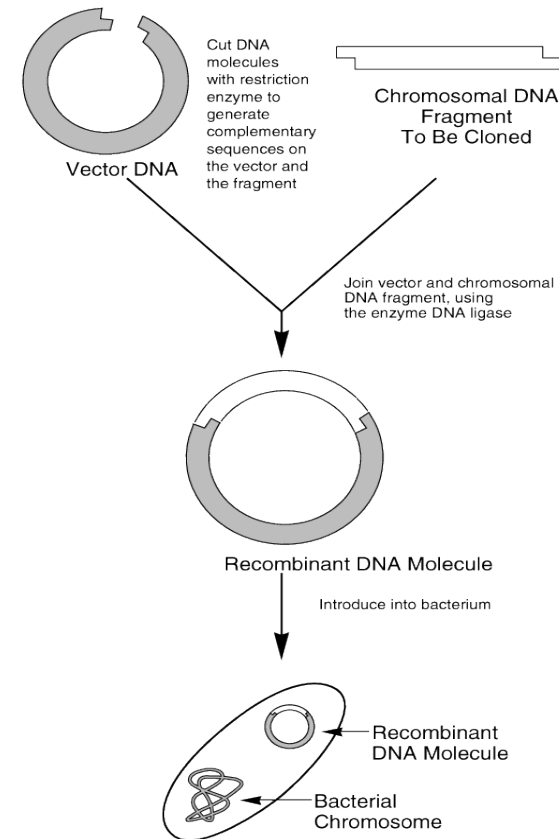 Cut DNA
molecules
with restriction
enzyme to
generate
complementary
sequences on
the vector and
the fragment
Vector DNA
Chromosomal DNA
Fragment
To Be Cloned
Join vector and chromosomal
DNA fragment, using
the enzyme DNA ligase
Recombinant DNA Molecule
Introduce into bacterium
Recombinant
DNA Molecule
Bacterial
Chromosome